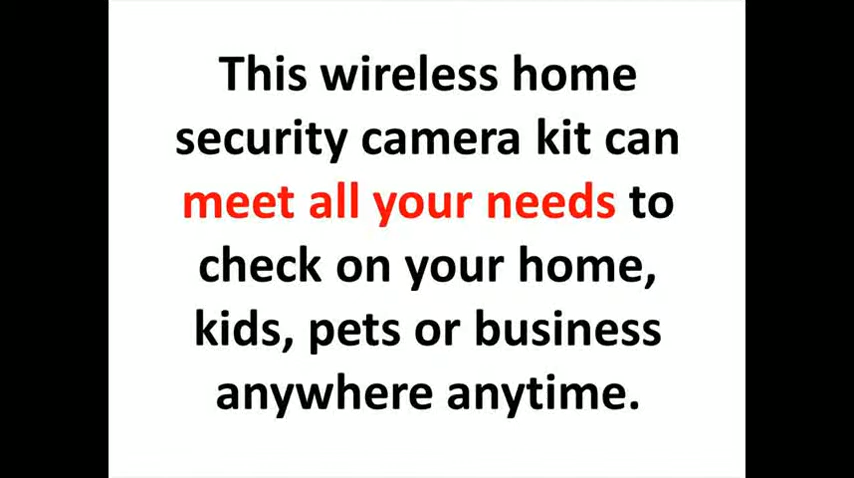 This wireless home
security camera kit can
meet all your needs to
check on your home,
kids, pets or business
anywhere anytime.